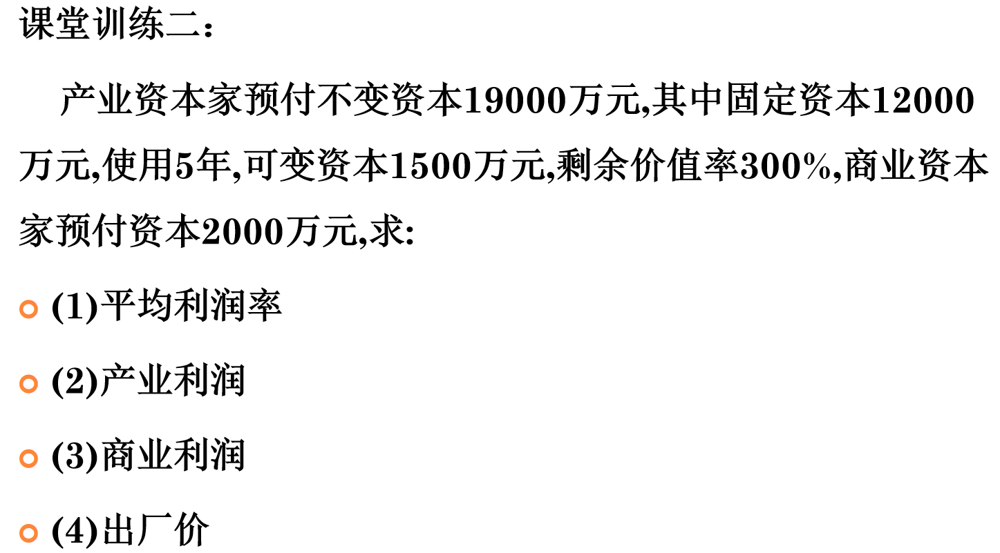 课堂训练二：
产业资本家预付不变资本19000万元,其中固定资本12000
万元,使用5年,可变资本1500万元,剩余价值率300%,商业资本
家预付资本2000万元,求:
(1)平均利润率
(2)产业利润
(3)商业利润
(4)出厂价